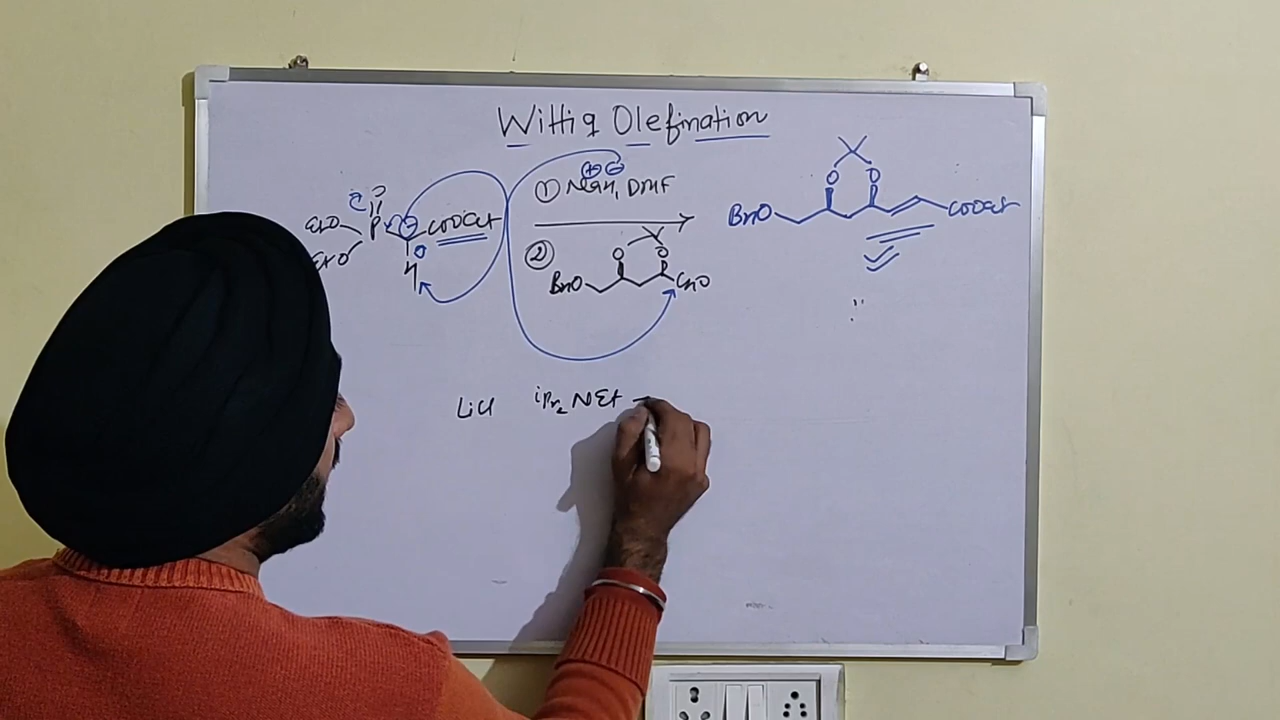 Wittig Olefination
O
EtO P ⊖ COOEt
EtO
H
① NaH, DMF
⊕ ⊖
②
O O
BnO CHO
O O
BnO COOEt
LiCl iPr₂NEt